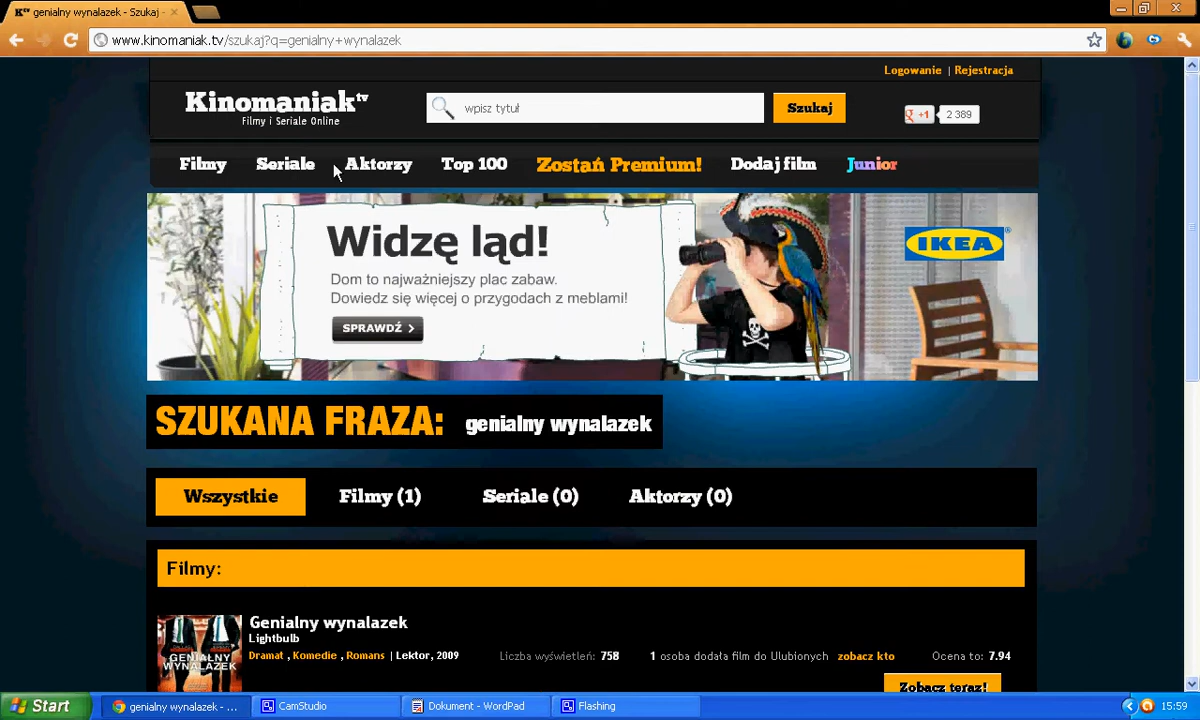 genialny wynalazek - Szukaj -
www.kinomaniak.tv/szukaj?q=genialny+wynalazek
Logowanie | Rejestracja
Kinomaniak tv
Filmy i Seriale Online
wpisz tytuł
Szukaj
+1 2 389
Filmy Seriale Aktorzy Top 100 Zostań Premium! Dodaj film Junior
Widzę ląd!
Dom to najważniejszy plac zabaw.
Dowiedz się więcej o przygodach z meblami!
SPRAWDŹ >
IKEA
SZUKANA FRAZA: genialny wynalazek
Wszystkie Filmy (1) Seriale (0) Aktorzy (0)
Filmy:
GENIALNY
WYNALAZEK
Genialny wynalazek
Lightbulb
Dramat , Komedie , Romans | Lektor, 2009 Liczba wyświetleń: 758 1 osoba dodała film do Ulubionych zobacz kto Ocena to: 7.94
Zobacz teraz!
Start genialny wynalazek - ... CamStudio Dokument - WordPad Flashing 15:59